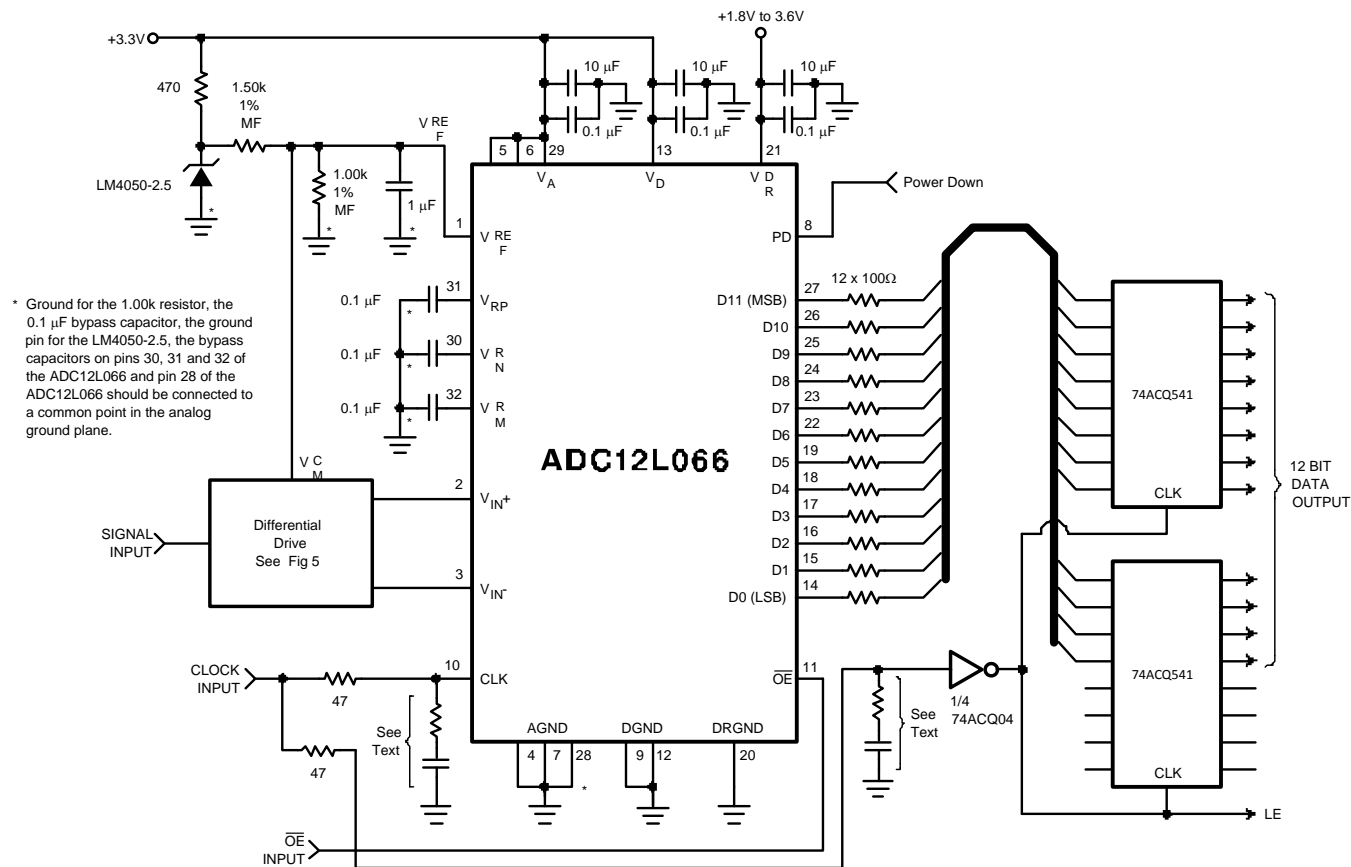 +1.8V to 3.6V
+3.3V
470
1.50k
1%
MF
10 µF
0.1 µF
10 µF
0.1 µF
10 µF
0.1 µF
V RE
F
5
6
29
13
21
LM4050-2.5
*
1.00k
1%
MF
*
1 µF
*
VA
VD
V D
R
1
V RE
F
PD
8
Power Down
* Ground for the 1.00k resistor, the
0.1 µF bypass capacitor, the ground
pin for the LM4050-2.5, the bypass
capacitors on pins 30, 31 and 32 of
the ADC12L066 and pin 28 of the
ADC12L066 should be connected to
a common point in the analog
ground plane.
0.1 µF
*
31
VRP
0.1 µF
*
30
V R
N
0.1 µF
*
32
V R
M
12 x 100Ω
D11 (MSB)
27
D10
26
D9
25
D8
24
D7
23
D6
22
D5
19
D4
18
D3
17
D2
16
D1
15
D0 (LSB)
14
ADC12L066
74ACQ541
CLK
12 BIT
DATA
OUTPUT
74ACQ541
CLK
LE
V C
M
SIGNAL
INPUT
Differential
Drive
See Fig 5
2
VIN+
3
VIN-
CLOCK
INPUT
47
47
10
CLK
See
Text
OE
11
1/4
74ACQ04
See
Text
AGND
DGND
DRGND
4
7
28
9
12
20
*
OE
INPUT